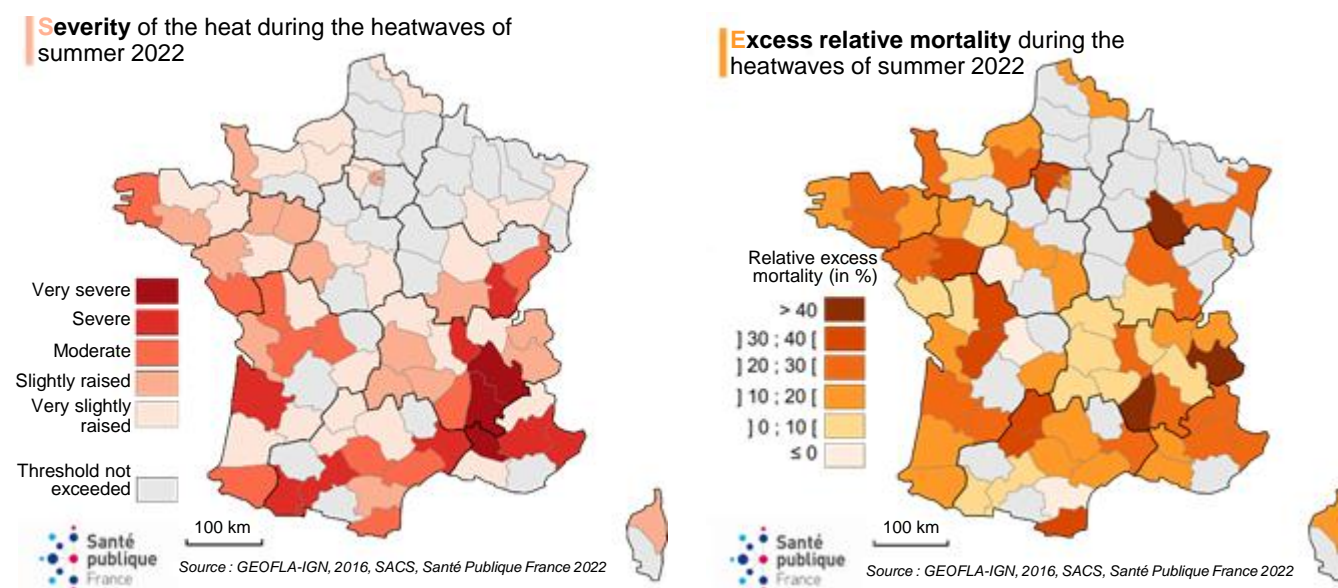 Severity of the heat during the heatwaves of
summer 2022
Very severe
Severe
Moderate
Slightly raised
Very slightly
raised
Threshold not
exceeded
100 km
Santé
publique
France
Source : GEOFLA-IGN, 2016, SACS, Santé Publique France 2022
Excess relative mortality during the
heatwaves of summer 2022
Relative excess
mortality (in %)
> 40
] 30 ; 40 [
] 20 ; 30 [
] 10 ; 20 [
] 0 ; 10 [
≤ 0
100 km
Santé
publique
France
Source : GEOFLA-IGN, 2016, SACS, Santé Publique France 2022